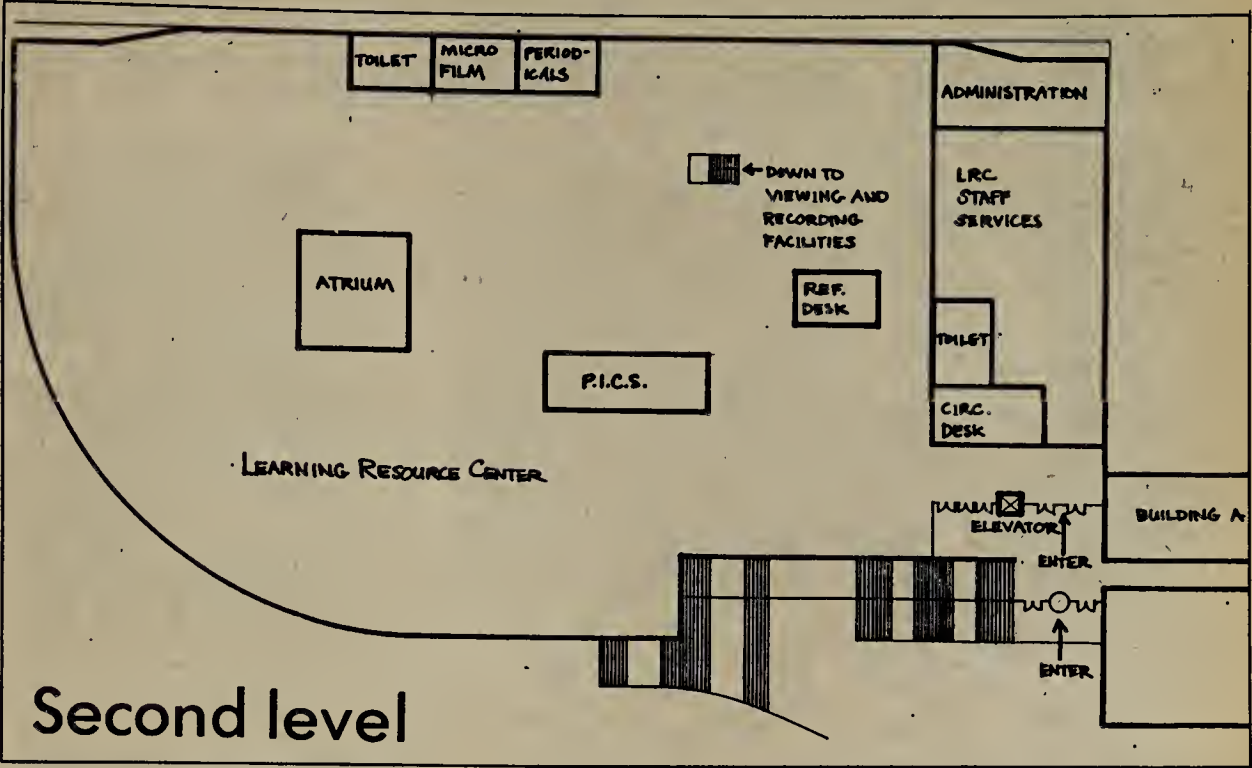 TOILET
MICRO
FILM
PERIOD-
ICALS
ADMINISTRATION
←DOWN TO
VIEWING AND
RECORDING
FACILITIES
LRC
STAFF
SERVICES
ATRIUM
REF.
DESK
TOILET
P.I.C.S.
CIRC.
DESK
LEARNING RESOURCE CENTER
ELEVATOR
BUILDING A
ENTER
ENTER
Second level